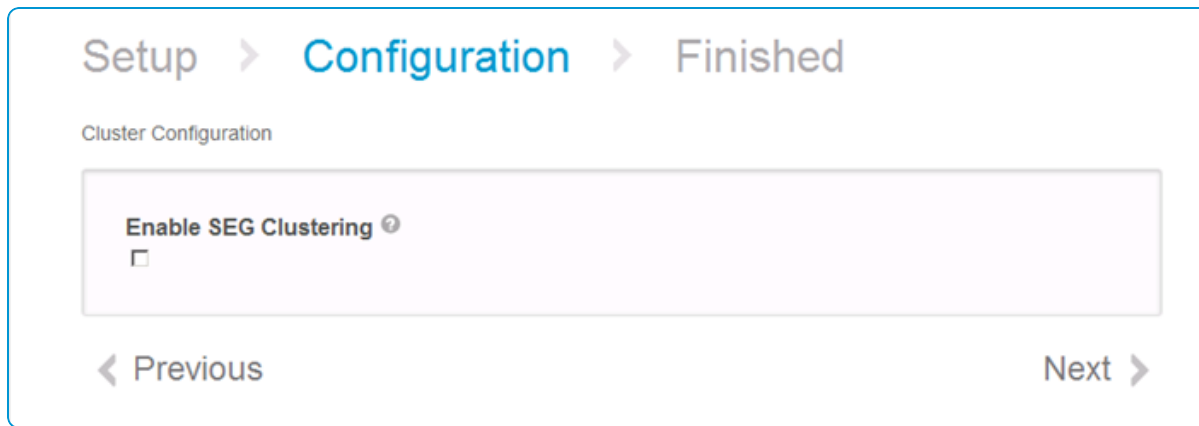 Setup > Configuration > Finished
Cluster Configuration
Enable SEG Clustering ?
Previous Next